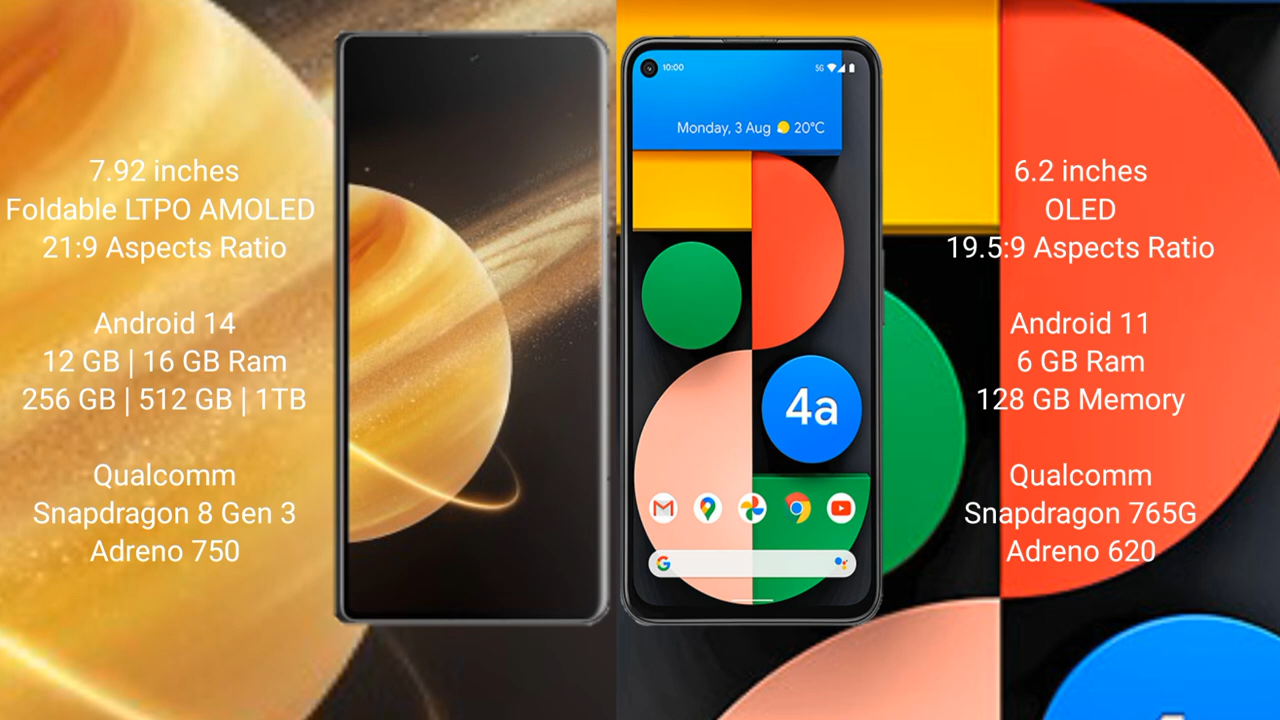 7.92 inches
Foldable LTPO AMOLED
21:9 Aspects Ratio
Android 14
12 GB | 16 GB Ram
256 GB | 512 GB | 1TB
Qualcomm
Snapdragon 8 Gen 3
Adreno 750
10:00
5G
Monday, 3 Aug 20°C
4a
6.2 inches
OLED
19.5:9 Aspects Ratio
Android 11
6 GB Ram
128 GB Memory
Qualcomm
Snapdragon 765G
Adreno 620